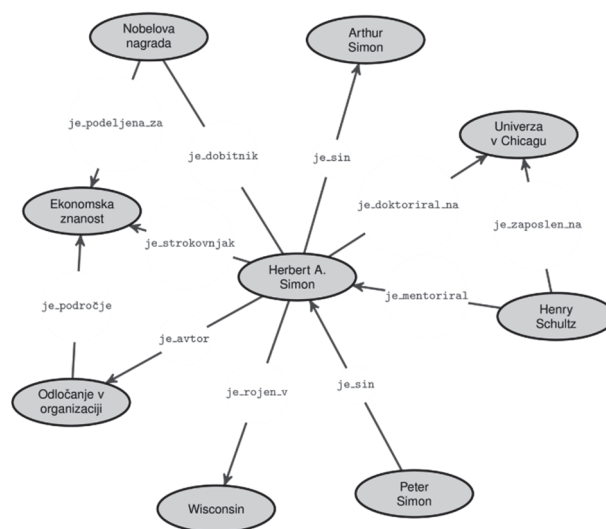 Nobelova
nagrada
Arthur
Simon
je_podeljena_za
Univerza
v Chicagu
je_dobitnik
je_sin
je_doktoriral_na
Ekonomska
znanost
je_zaposlen_na
je_strokovnjak
Herbert A.
Simon
je_mentoriral
je_področje
Henry
Schultz
je_avtor
je_rojen_v
je_sin
Odločanje v
organizaciji
Wisconsin
Peter
Simon